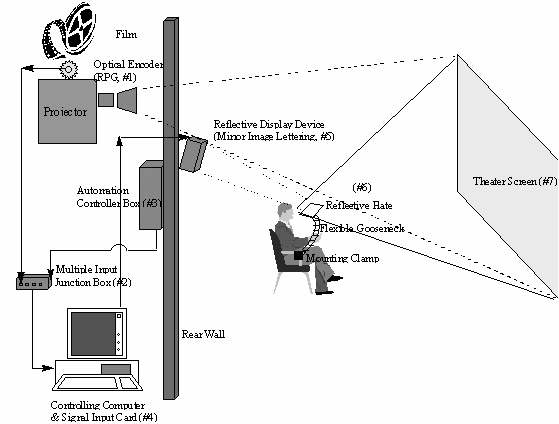 Film
Optical Encoder
(RPG, #1)
Projector
Reflective Display Device
(Mirror Image Lettering, #5)
Automation
Controller Box (#3)
(#6)
Reflective Plate
Flexible Gooseneck
Mounting Clamp
Theater Screen (#7)
Multiple Input
Junction Box (#2)
Rear Wall
Controlling Computer
& Signal Input Card (#4)